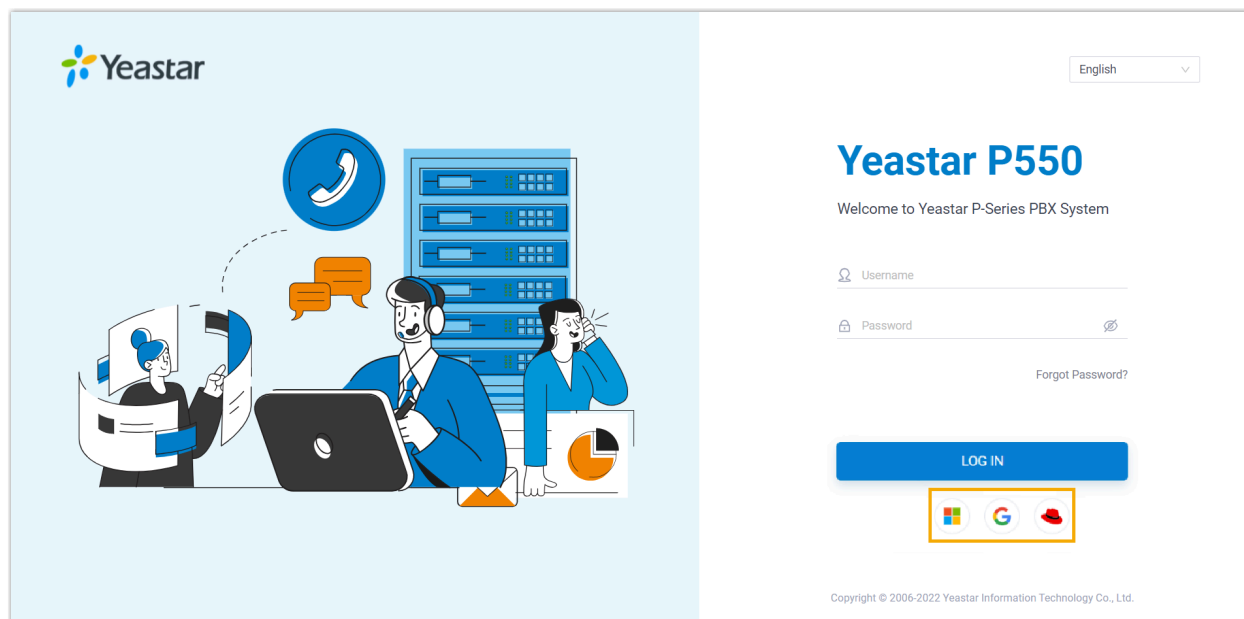 Yeastar
English
Yeastar P550
Welcome to Yeastar P-Series PBX System
Username
Password
Forgot Password?
LOG IN
Copyright © 2006-2022 Yeastar Information Technology Co., Ltd.